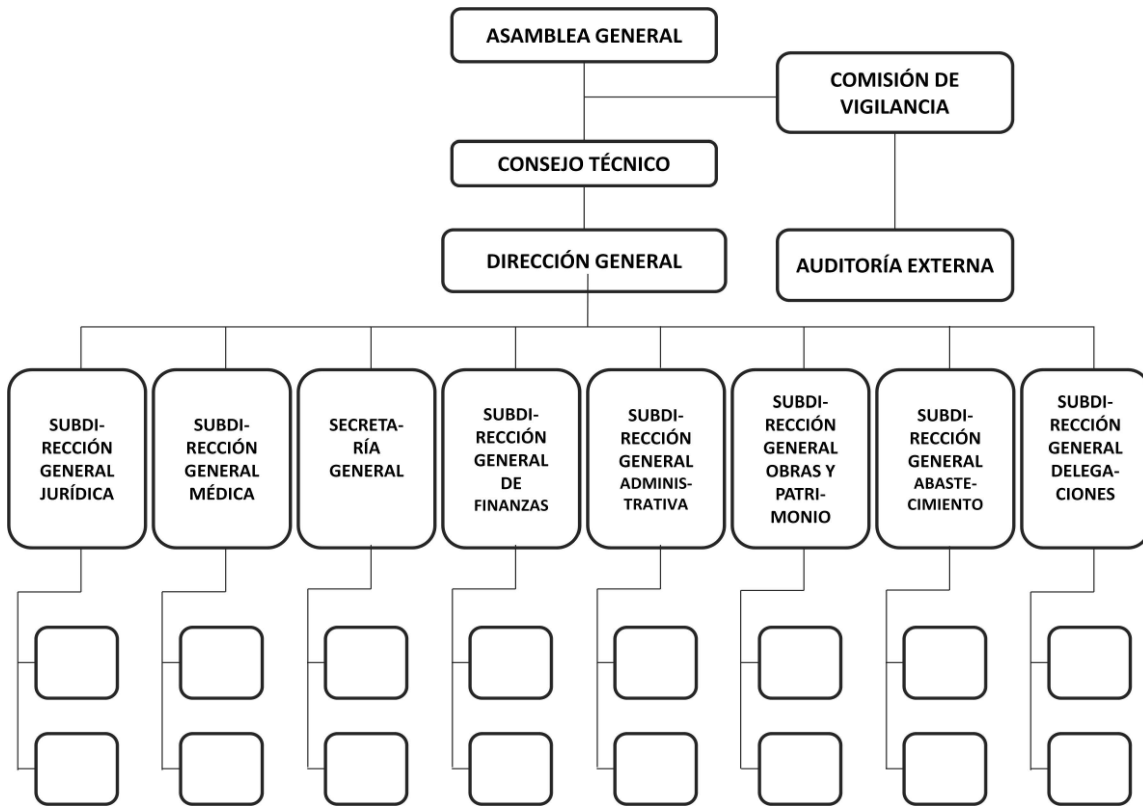 ASAMBLEA GENERAL
COMISIÓN DE
VIGILANCIA
CONSEJO TÉCNICO
DIRECCIÓN GENERAL
AUDITORÍA EXTERNA
SUBDI-
RECCIÓN
GENERAL
JURÍDICA
SUBDI-
RECCIÓN
GENERAL
MÉDICA
SECRETA-
RÍA
GENERAL
SUBDI-
RECCIÓN
GENERAL
DE
FINANZAS
SUBDI-
RECCIÓN
GENERAL
ADMINIS-
TRATIVA
SUBDI-
RECCIÓN
GENERAL
OBRAS Y
PATRI-
MONIO
SUBDI-
RECCIÓN
GENERAL
ABASTE-
CIMIENTO
SUBDI-
RECCIÓN
GENERAL
DELEGA-
CIONES